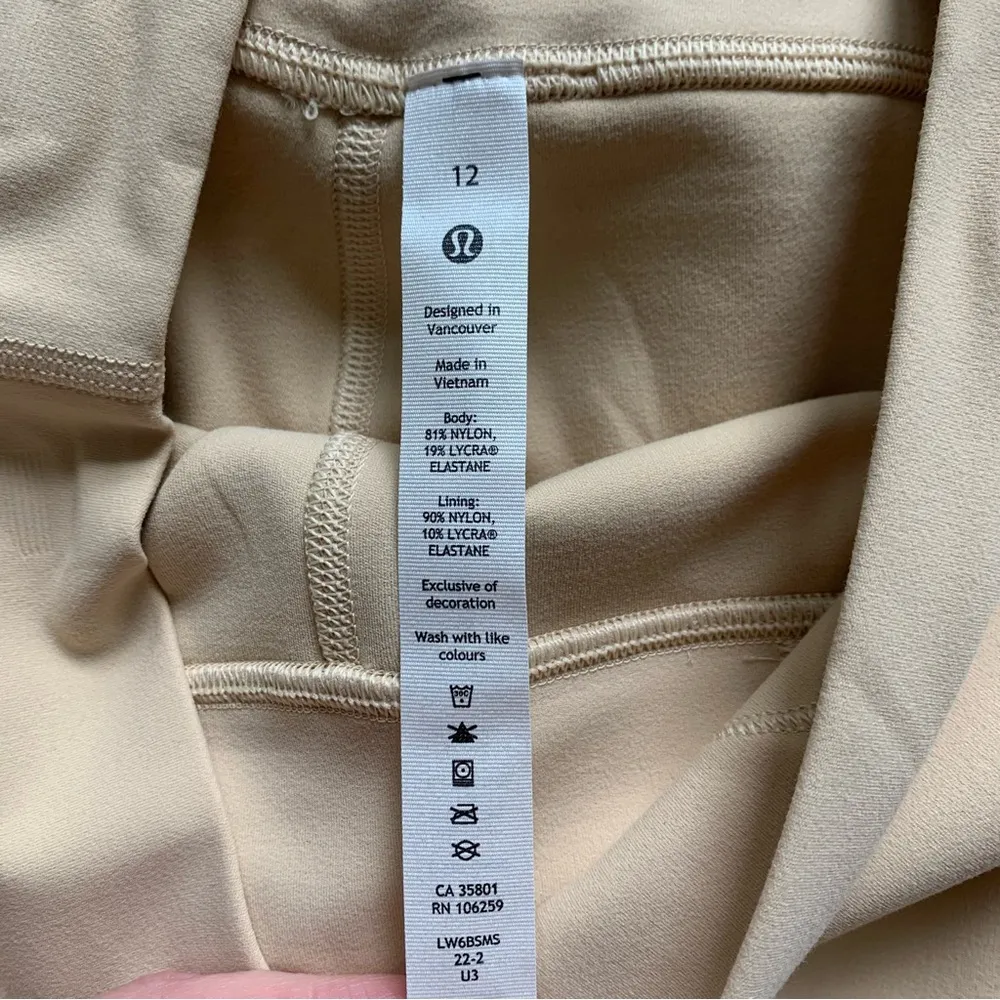 12
Designed in
Vancouver
Made in
Vietnam
Body:
81% NYLON,
19% LYCRA®
ELASTANE
Lining:
90% NYLON,
10% LYCRA®
ELASTANE
Exclusive of
decoration
Wash with like
colours
30C
CA 35801
RN 106259
LW6BSMS
22-2
U3